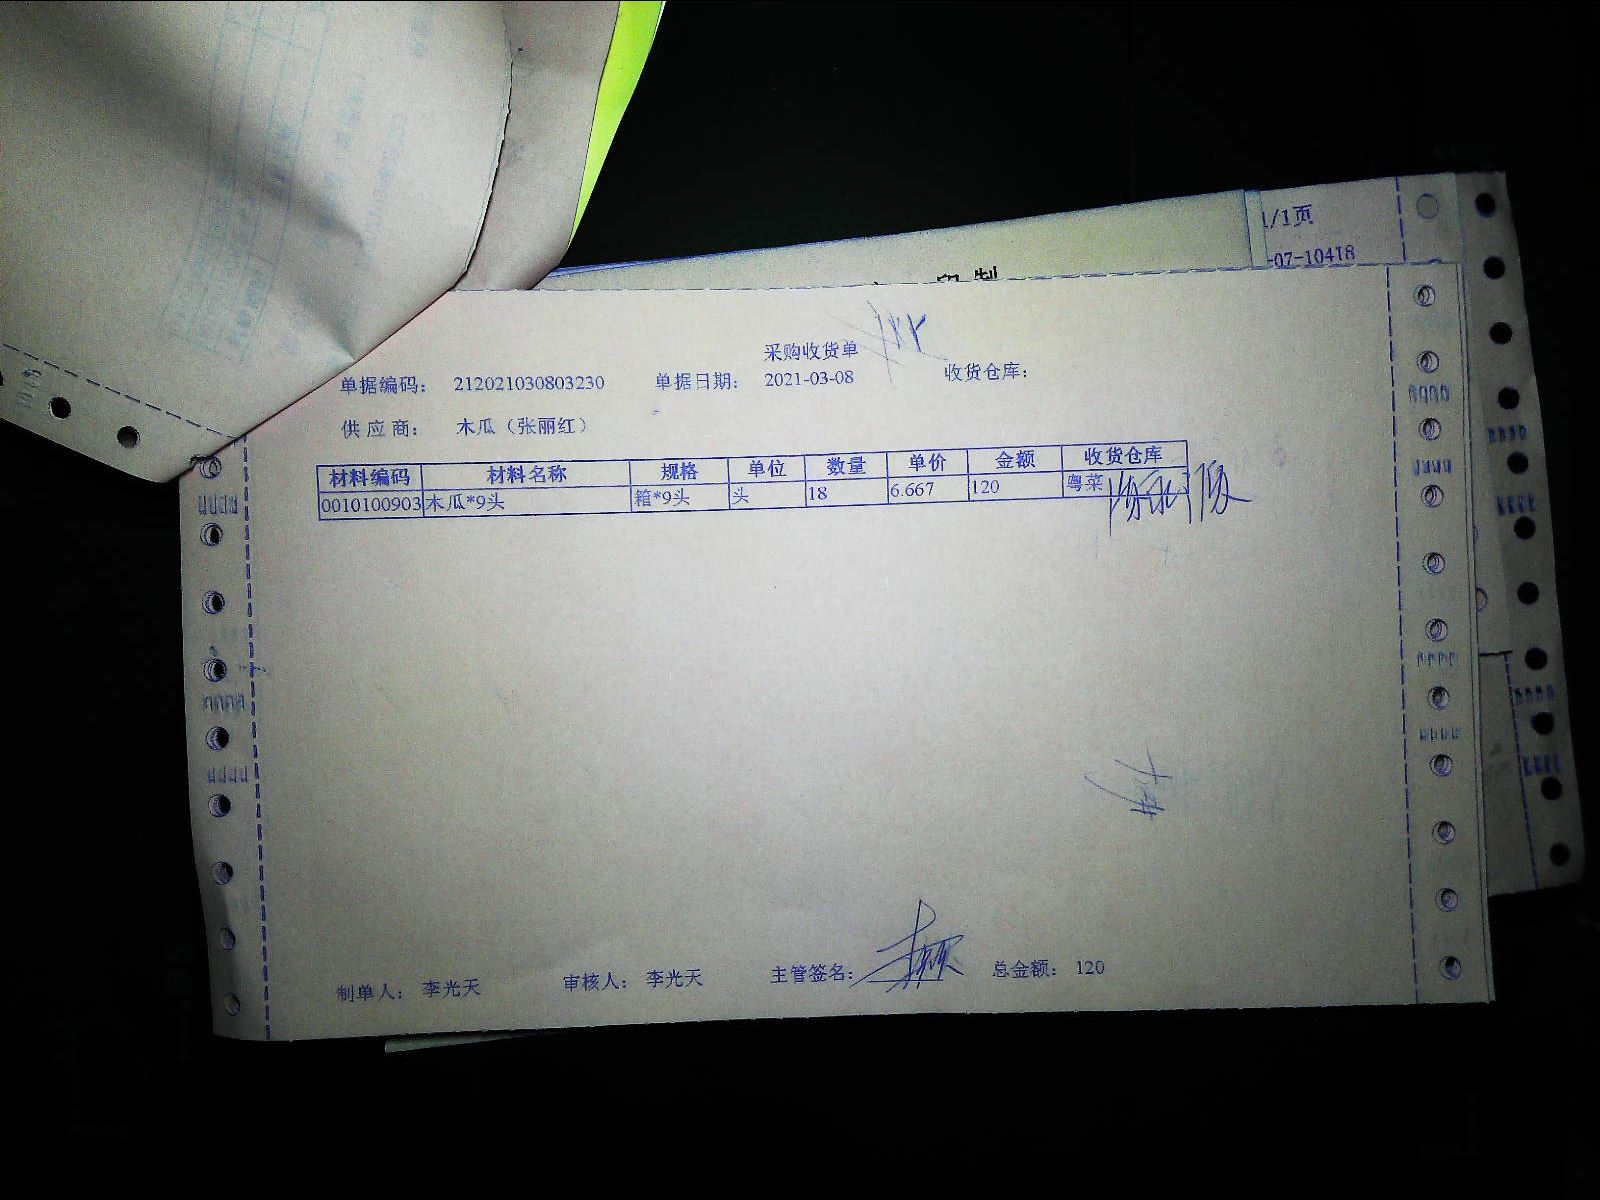 1/1页
-07-10418
采购收货单
单据编码： 212021030803230 单据日期： 2021-03-08 收货仓库：
供应商： 木瓜（张丽红）
材料编码 材料名称 规格 单位 数量 单价 金额 收货仓库
0010100903 木瓜*9头 箱*9头 头 18 6.667 120 粤菜
制单人： 李光天 审核人： 李光天 主管签名： 总金额： 120